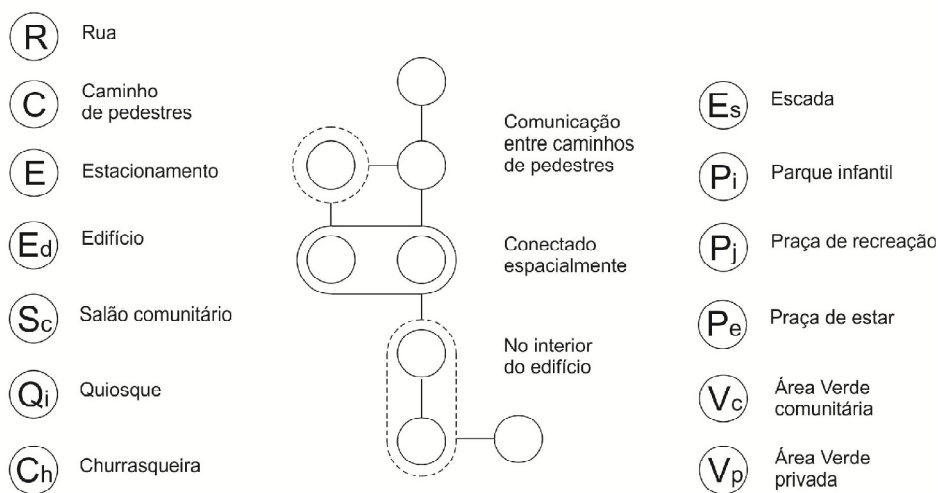 R Rua
C Caminho
de pedestres
E Estacionamento
Ed Edifício
Sc Salão comunitário
Qi Quiosque
Ch Churrasqueira
Comunicação
entre caminhos
de pedestres
Conectado
espacialmente
No interior
do edifício
Es Escada
Pi Parque infantil
Pj Praça de recreação
Pe Praça de estar
Vc Área Verde
comunitária
Vp Área Verde
privada